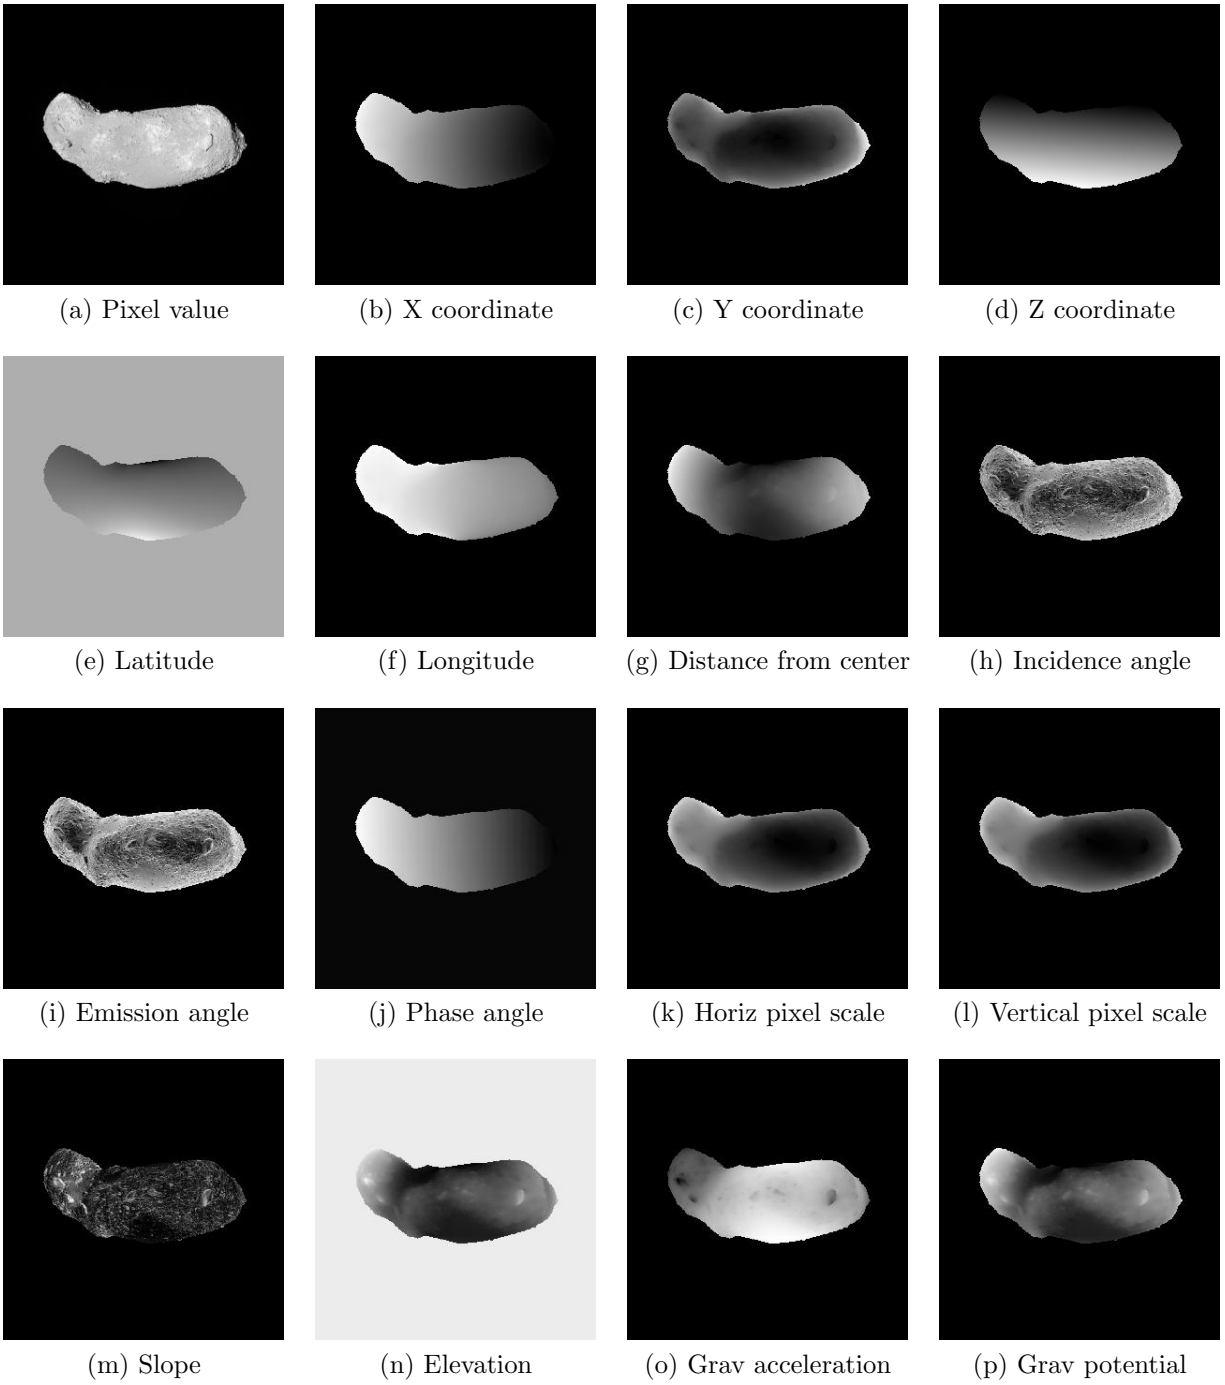 (a) Pixel value
(b) X coordinate
(c) Y coordinate
(d) Z coordinate
(e) Latitude
(f) Longitude
(g) Distance from center
(h) Incidence angle
(i) Emission angle
(j) Phase angle
(k) Horiz pixel scale
(l) Vertical pixel scale
(m) Slope
(n) Elevation
(o) Grav acceleration
(p) Grav potential